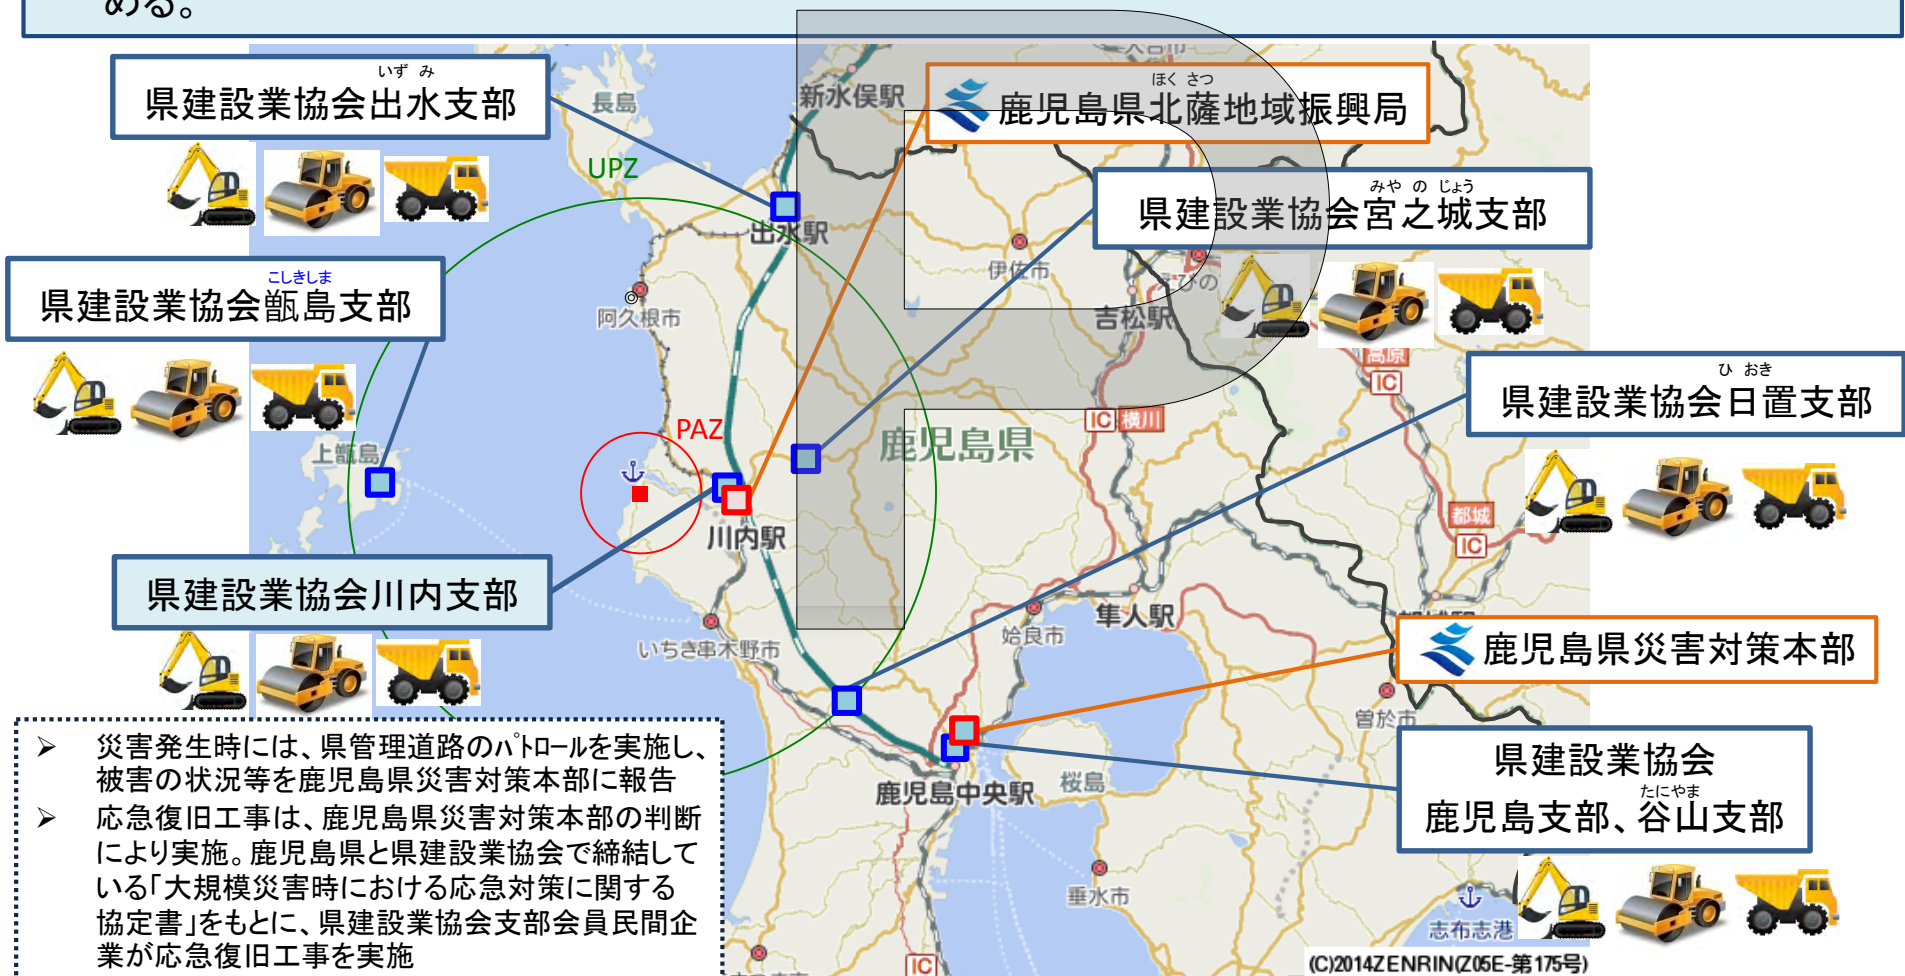 める。
いず み
県建設業協会出水支部
ほく さつ
鹿児島県北薩地域振興局
みや の じょう
県建設業協会宮之城支部
こしきしま
県建設業協会甑島支部
ひ おき
県建設業協会日置支部
県建設業協会川内支部
鹿児島県災害対策本部
県建設業協会
たにやま
鹿児島支部、谷山支部
UPZ
PAZ
長島
新水俣駅
人吉市
出水駅
伊佐市
えびの
阿久根市
吉松駅
高原
IC
IC
横川
鹿児島県
上甑島
川内駅
都城
IC
いちき串木野市
姶良市
隼人駅
曽於市
鹿児島中央駅
桜島
垂水市
志布志港
IC
➢ 災害発生時には、県管理道路のパトロールを実施し、
被害の状況等を鹿児島県災害対策本部に報告
➢ 応急復旧工事は、鹿児島県災害対策本部の判断
により実施。鹿児島県と県建設業協会で締結して
いる「大規模災害時における応急対策に関する
協定書」をもとに、県建設業協会支部会員民間企
業が応急復旧工事を実施
(C)2014ZENRIN(Z05E-第175号)